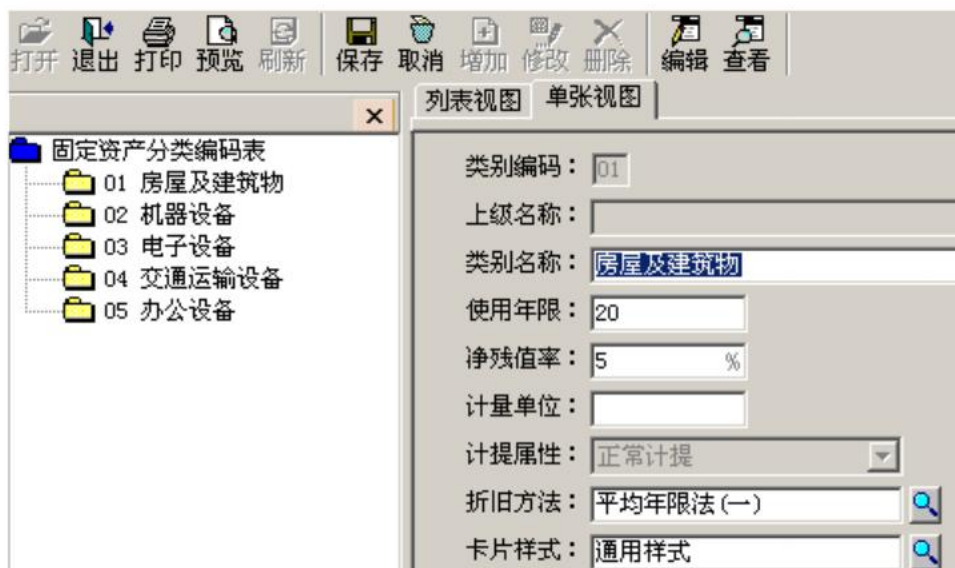 打开 退出 打印 预览 刷新 保存 取消 增加 修改 删除 编辑 查看
列表视图 单张视图
固定资产分类编码表
01 房屋及建筑物
02 机器设备
03 电子设备
04 交通运输设备
05 办公设备
类别编码：01
上级名称：
类别名称：房屋及建筑物
使用年限：20
净残值率：5 %
计量单位：
计提属性：正常计提
折旧方法：平均年限法(一)
卡片样式：通用样式